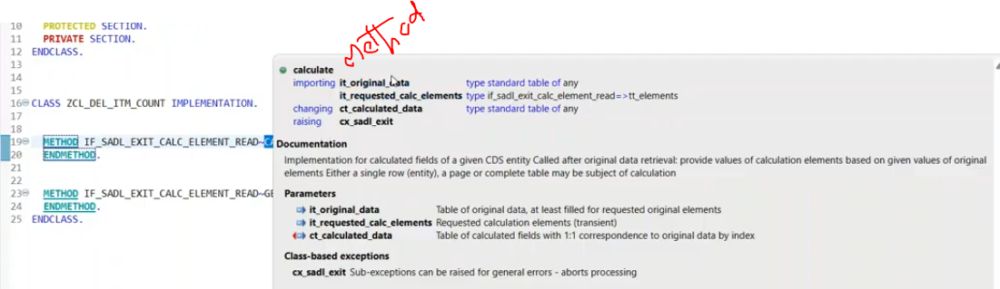 10 PROTECTED SECTION.
11 PRIVATE SECTION.
12 ENDCLASS.
13
14
15
16 CLASS ZCL_DEL_ITM_COUNT IMPLEMENTATION.
17
18
19 METHOD IF_SADL_EXIT_CALC_ELEMENT_READ~CA
20 ENDMETHOD.
21
22
23 METHOD IF_SADL_EXIT_CALC_ELEMENT_READ~GE
24 ENDMETHOD.
25 ENDCLASS.
method
calculate
importing it_original_data type standard table of any
it_requested_calc_elements type if_sadl_exit_calc_element_read=>tt_elements
changing ct_calculated_data type standard table of any
raising cx_sadl_exit
Documentation
Implementation for calculated fields of a given CDS entity Called after original data retrieval: provide values of calculation elements based on given values of original
elements Either a single row (entity), a page or complete table may be subject of calculation
Parameters
it_original_data Table of original data, at least filled for requested original elements
it_requested_calc_elements Requested calculation elements (transient)
ct_calculated_data Table of calculated fields with 1:1 correspondence to original data by index
Class-based exceptions
cx_sadl_exit Sub-exceptions can be raised for general errors - aborts processing